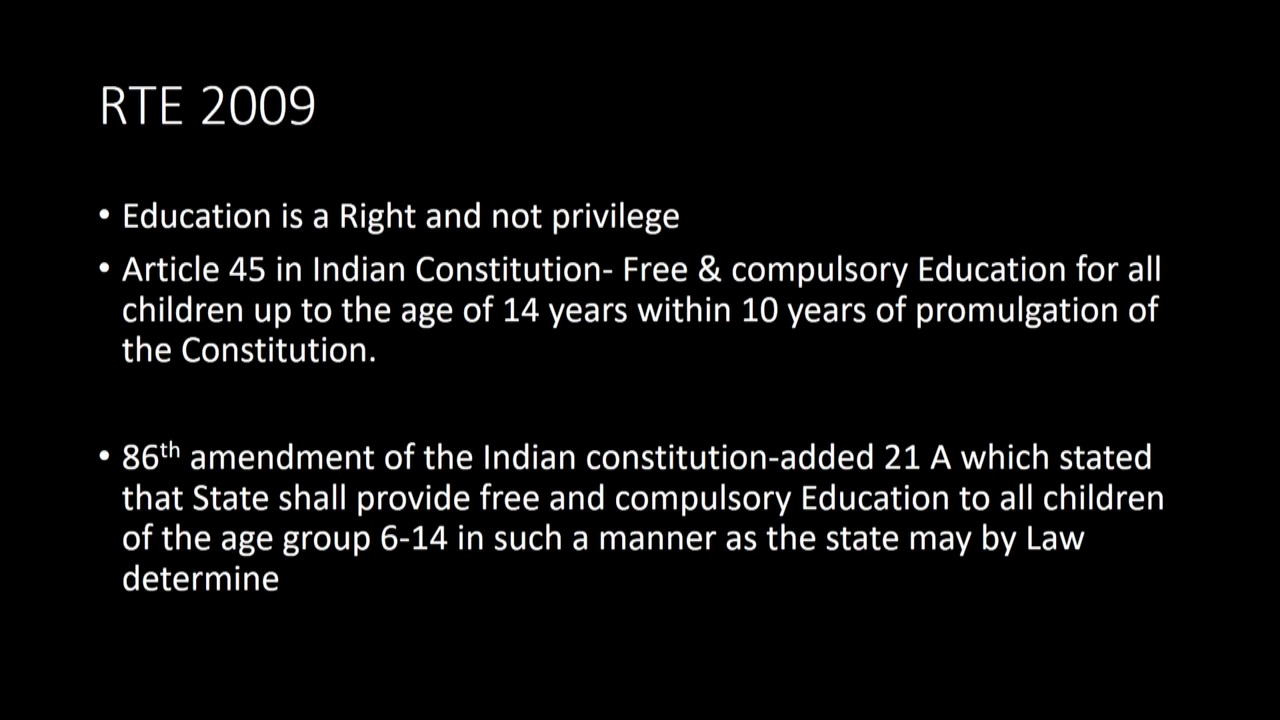 RTE 2009
• Education is a Right and not privilege
• Article 45 in Indian Constitution- Free & compulsory Education for all
children up to the age of 14 years within 10 years of promulgation of
the Constitution.
• 86th amendment of the Indian constitution-added 21 A which stated
that State shall provide free and compulsory Education to all children
of the age group 6-14 in such a manner as the state may by Law
determine